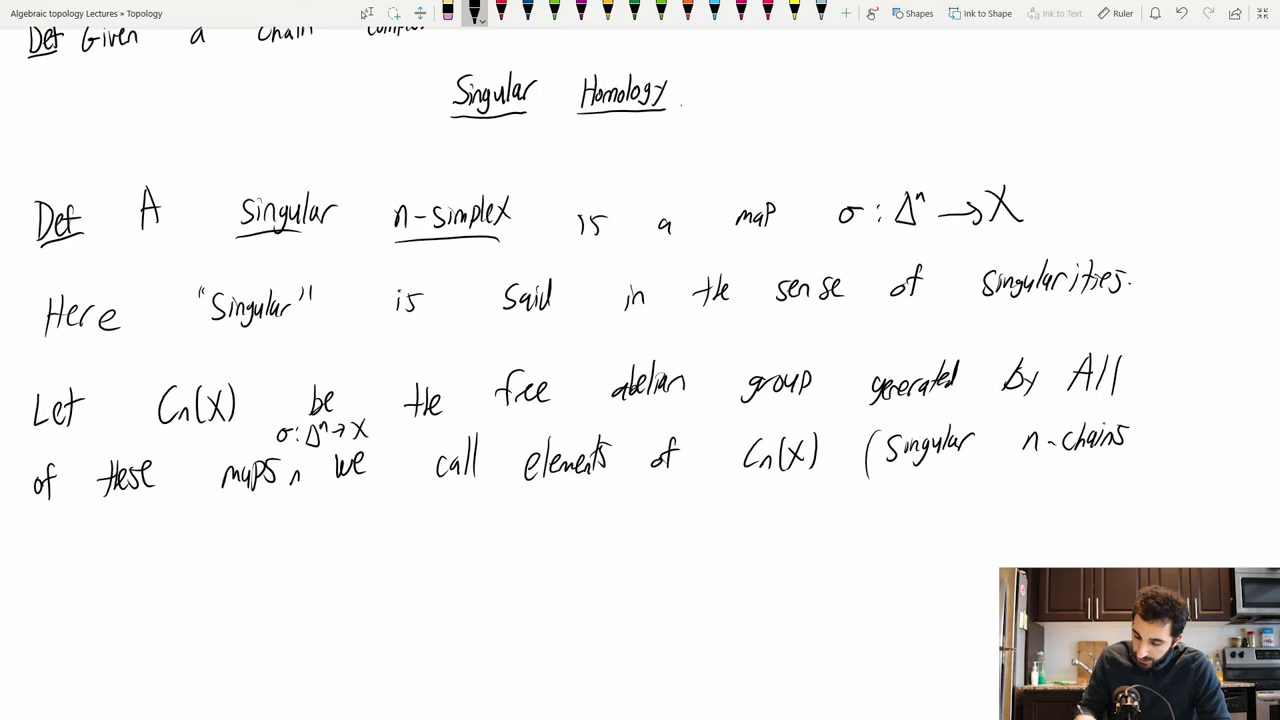 Algebraic topology Lectures » Topology
Shapes Ink to Shape Ink to Text Ruler
Def Given a chain
Singular Homology.
Def A singular n-simplex is a map σ : Δⁿ → X
Here "singular" is said in the sense of singularities.
Let Cn(X) be the free abelian group generated by All
σ: Δⁿ → X
of these maps, we call elements of Cn(X) (Singular n-chains